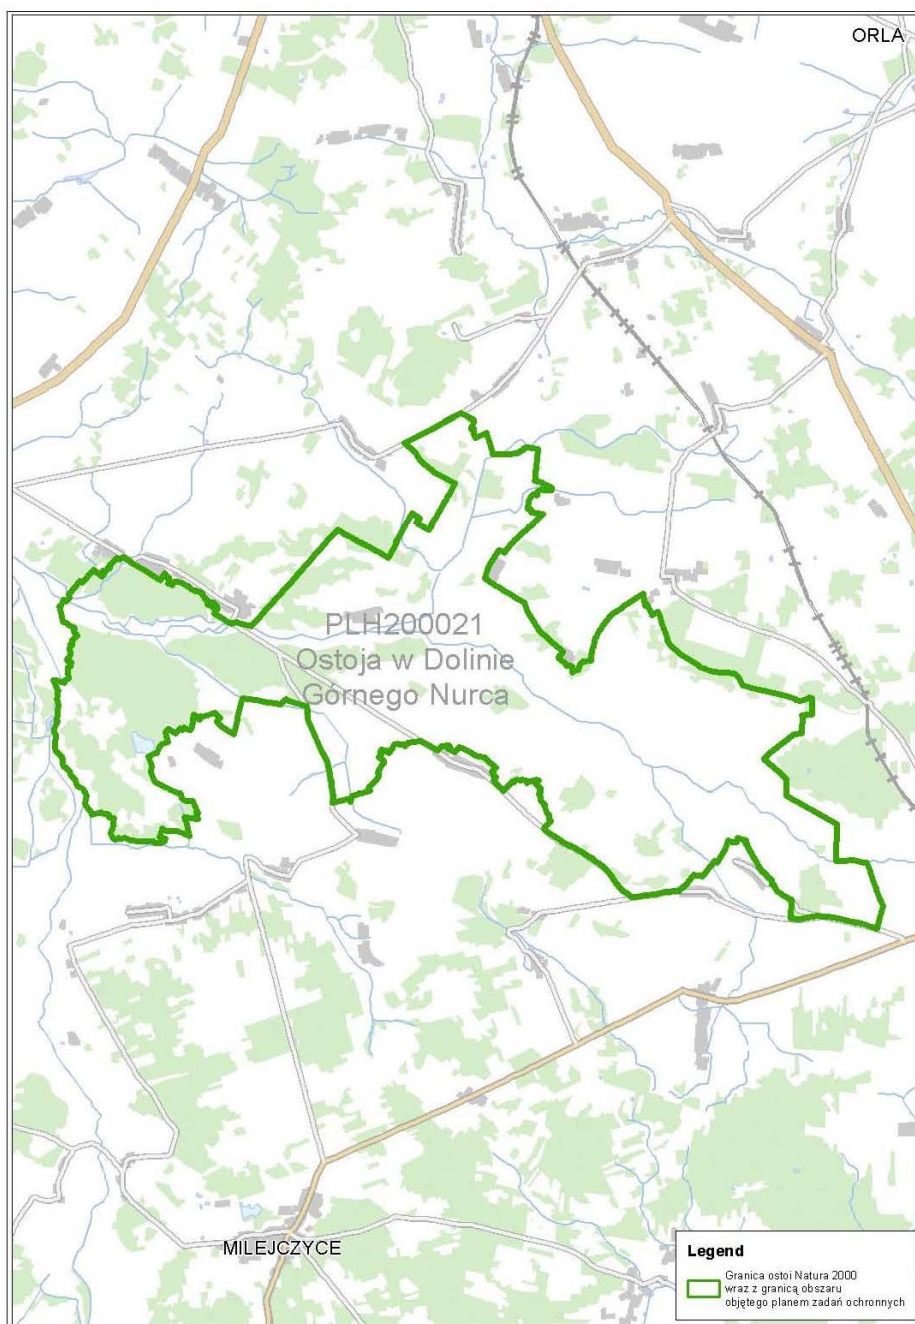 ORLA
PLH200021
Ostoja w Dolinie
Górnego Nurca
MILEJCZYCE
Legend
Granica ostoi Natura 2000
wraz z granicą obszaru
objętego planem zadań ochronnych